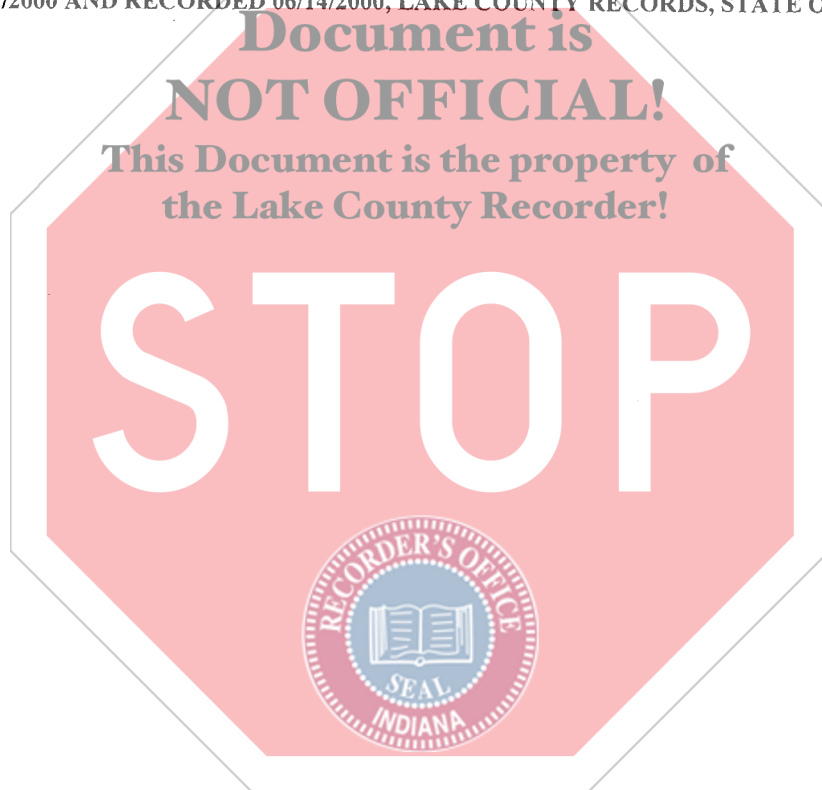 /2000 AND RECORDED 06/14/2000, LAKE COUNTY RECORDS, STATE O
Document is
NOT OFFICIAL!
This Document is the property of
the Lake County Recorder!
STOP
RECORDER'S OFFICE
SEAL
INDIANA